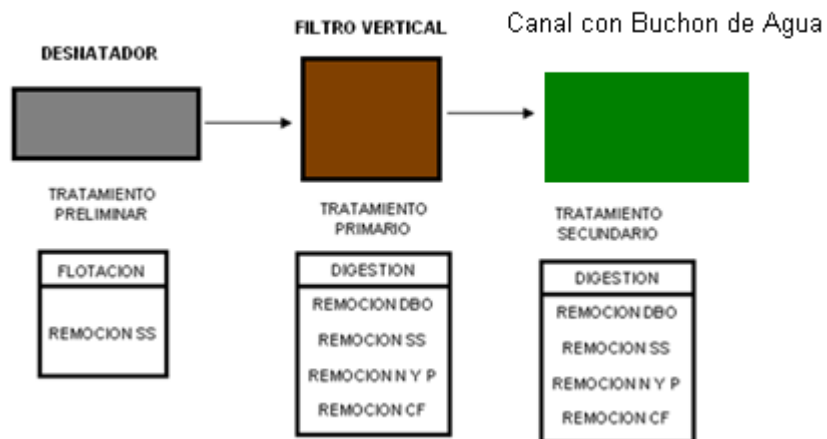 DESNATADOR
TRATAMIENTO
PRELIMINAR
FLOTACION
REMOCION SS
FILTRO VERTICAL
TRATAMIENTO
PRIMARIO
DIGESTION
REMOCION DBO
REMOCION SS
REMOCION N Y P
REMOCION CF
Canal con Buchon de Agua
TRATAMIENTO
SECUNDARIO
DIGESTION
REMOCION DBO
REMOCION SS
REMOCION N Y P
REMOCION CF